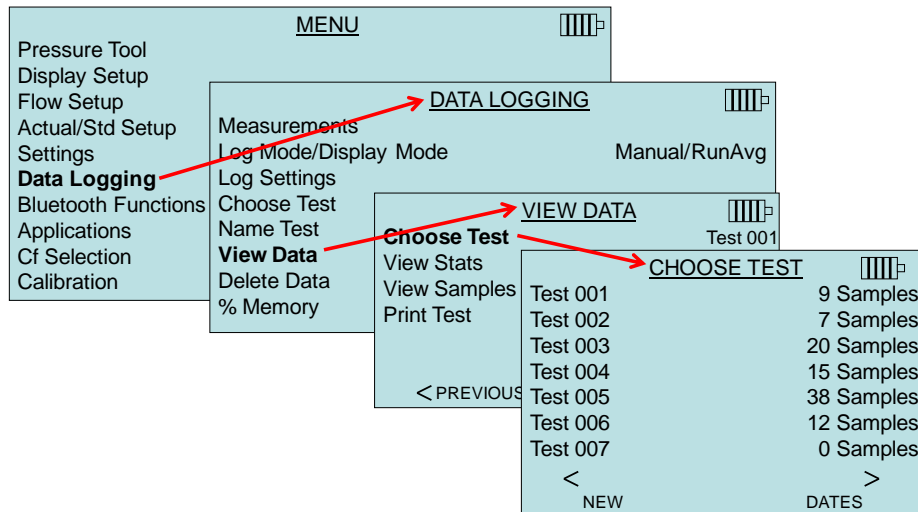 MENU
Pressure Tool
Display Setup
Flow Setup
Actual/Std Setup
Settings
Data Logging
Bluetooth Functions
Applications
Cf Selection
Calibration
DATA LOGGING
Measurements
Log Mode/Display Mode Manual/RunAvg
Log Settings
Choose Test
Name Test
View Data
Delete Data
% Memory
VIEW DATA
Choose Test Test 001
View Stats
View Samples
Print Test
< PREVIOUS
CHOOSE TEST
Test 001 9 Samples
Test 002 7 Samples
Test 003 20 Samples
Test 004 15 Samples
Test 005 38 Samples
Test 006 12 Samples
Test 007 0 Samples
< >
NEW DATES